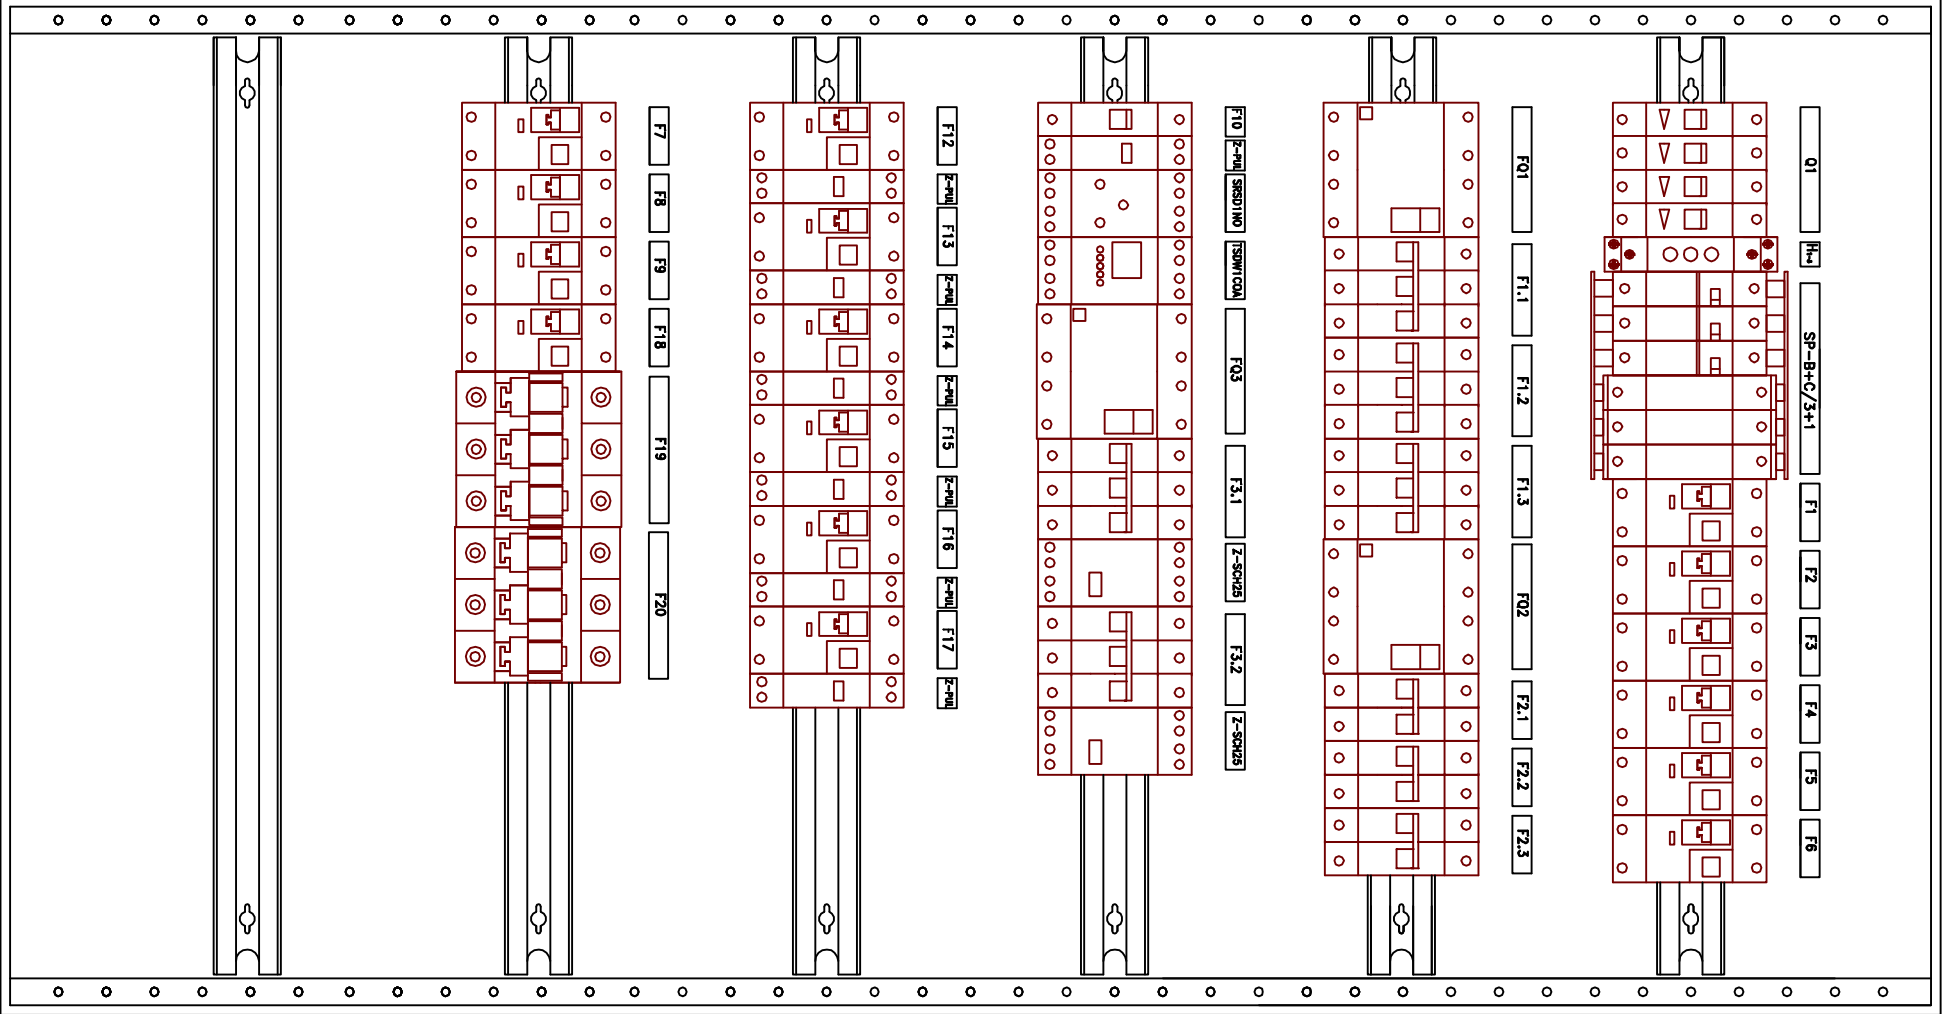 Q1
SP-B+C/3+1
F1
F2
F3
F4
F5
F6
FQ1
F1.1
F1.2
F1.3
FQ2
F2.1
F2.2
F2.3
F10
Z-PUL
SRSD1NO
TSDW1COA
FQ3
F3.1
Z-SCH25
F3.2
Z-SCH25
F12
Z-PUL
F13
Z-PUL
F14
Z-PUL
F15
Z-PUL
F16
Z-PUL
F17
Z-PUL
F7
F8
F9
F18
F19
F20